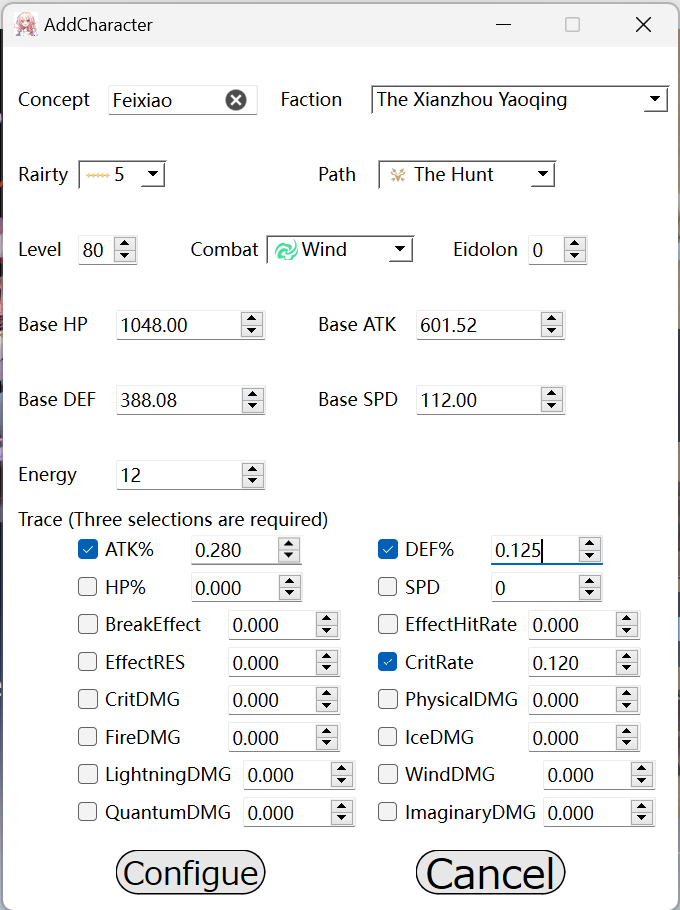 AddCharacter
Concept Feixiao Faction The Xianzhou Yaoqing
Rairty 5 Path The Hunt
Level 80 Combat Wind Eidolon 0
Base HP 1048.00 Base ATK 601.52
Base DEF 388.08 Base SPD 112.00
Energy 12
Trace (Three selections are required)
ATK% 0.280 DEF% 0.125
HP% 0.000 SPD 0
BreakEffect 0.000 EffectHitRate 0.000
EffectRES 0.000 CritRate 0.120
CritDMG 0.000 PhysicalDMG 0.000
FireDMG 0.000 IceDMG 0.000
LightningDMG 0.000 WindDMG 0.000
QuantumDMG 0.000 ImaginaryDMG 0.000
Configue Cancel